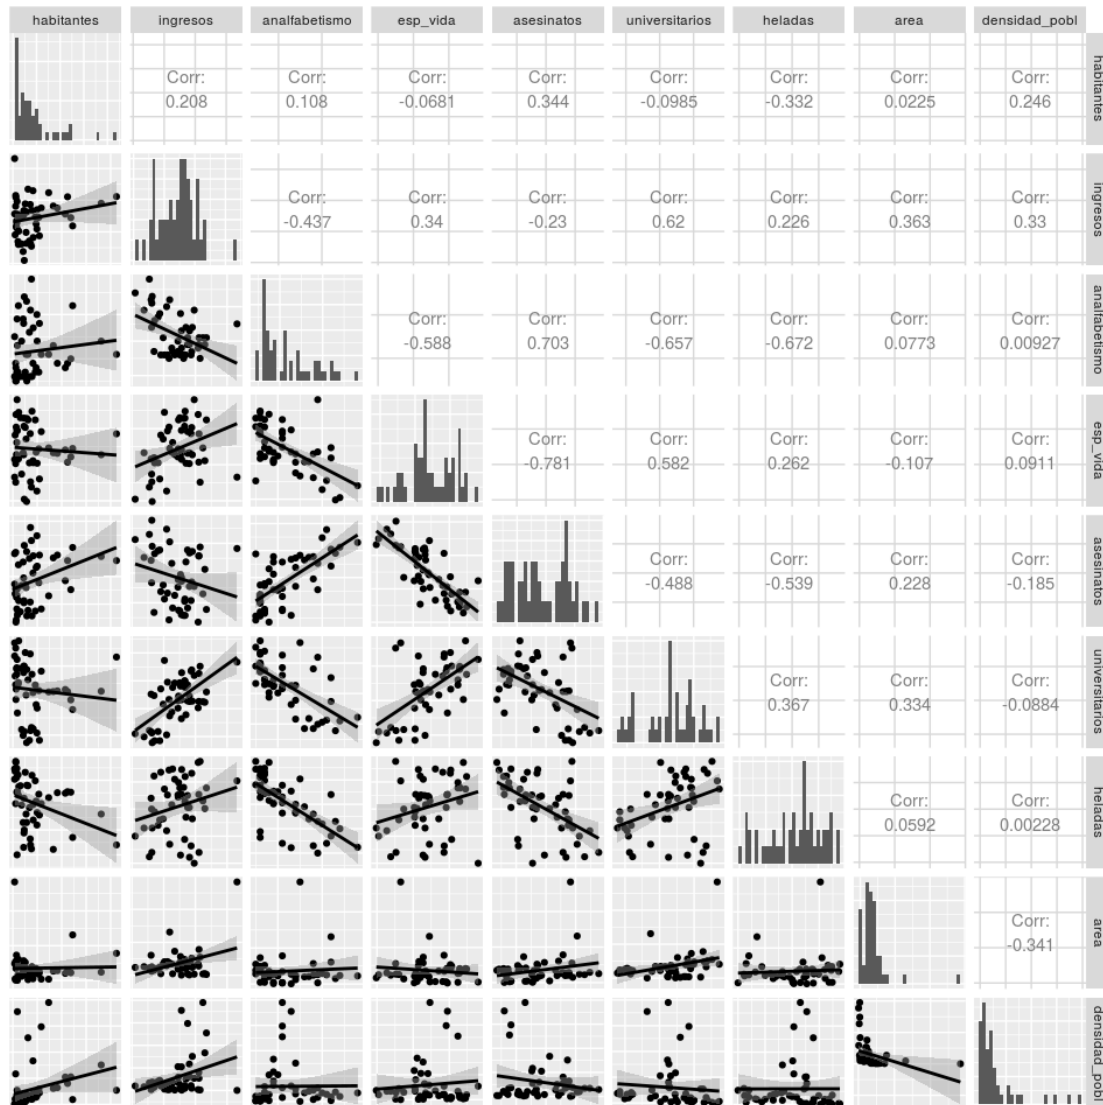 habitantes ingresos analfabetismo esp_vida asesinatos universitarios heladas area densidad_pobl
habitantes
Corr: Corr: Corr: Corr: Corr: Corr: Corr: Corr:
0.208 0.108 -0.0681 0.344 -0.0985 -0.332 0.0225 0.246
ingresos
Corr: Corr: Corr: Corr: Corr: Corr: Corr:
-0.437 0.34 -0.23 0.62 0.226 0.363 0.33
analfabetismo
Corr: Corr: Corr: Corr: Corr: Corr:
-0.588 0.703 -0.657 -0.672 0.0773 0.00927
esp_vida
Corr: Corr: Corr: Corr: Corr:
-0.781 0.582 0.262 -0.107 0.0911
asesinatos
Corr: Corr: Corr: Corr:
-0.488 -0.539 0.228 -0.185
universitarios
Corr: Corr: Corr:
0.367 0.334 -0.0884
heladas
Corr: Corr:
0.0592 0.00228
area
Corr:
-0.341
densidad_pobl